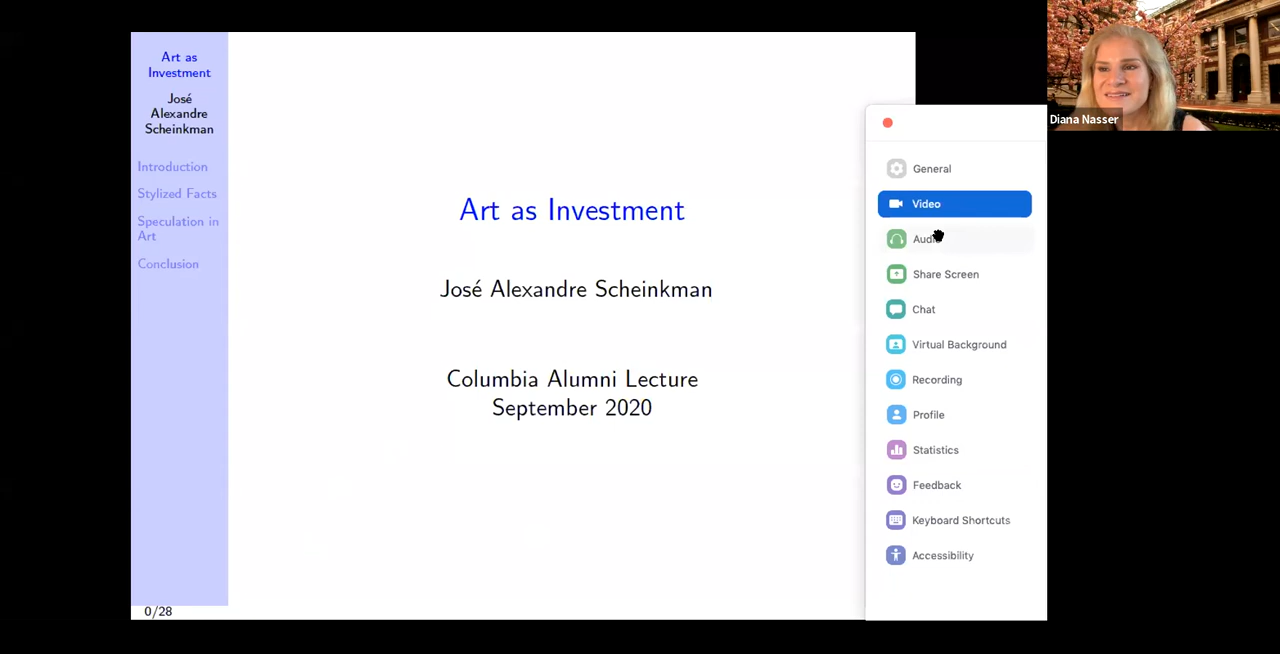 Art as
Investment
José
Alexandre
Scheinkman
Introduction
Stylized Facts
Speculation in
Art
Conclusion
Art as Investment
José Alexandre Scheinkman
Columbia Alumni Lecture
September 2020
0/28
General
Video
Audio
Share Screen
Chat
Virtual Background
Recording
Profile
Statistics
Feedback
Keyboard Shortcuts
Accessibility
Diana Nasser